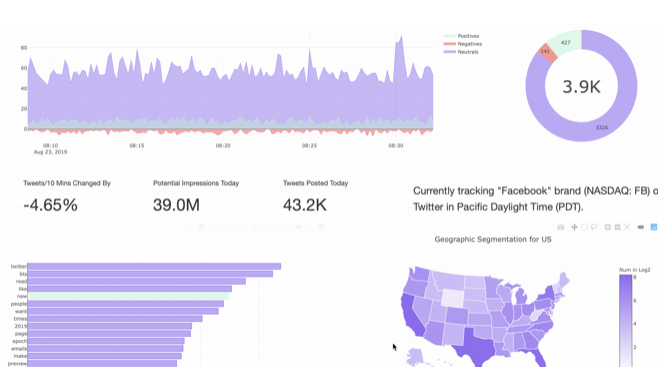 Positives
Negatives
Neutrals
80
60
40
20
0
08:10
08:15
08:20
08:25
08:30
Aug 23, 2019
427
141
3.9K
3326
Tweets/10 Mins Changed By
Potential Impressions Today
Tweets Posted Today
-4.65%
39.0M
43.2K
Currently tracking "Facebook" brand (NASDAQ: FB) o
Twitter in Pacific Daylight Time (PDT).
Geographic Segmentation for US
twitter
bts
read
like
new
people
want
times
2019
page
epoch
emails
make
preview
Num in Log2
8
6
4
2